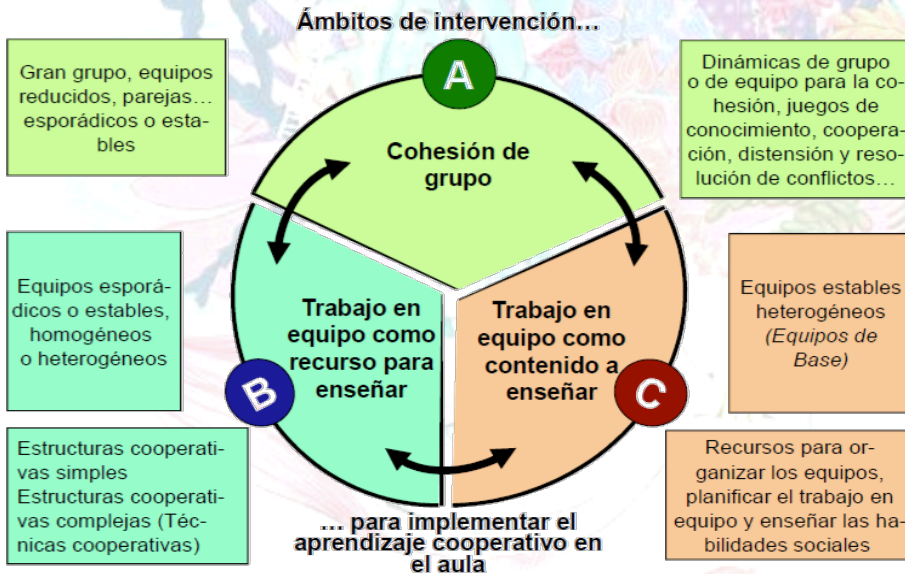 Ámbitos de intervención...
Gran grupo, equipos
reducidos, parejas...
esporádicos o esta-
bles
A
Dinámicas de grupo
o de equipo para la co-
hesión, juegos de
conocimiento, coopera-
ción, distensión y reso-
lución de conflictos...
Cohesión de
grupo
Equipos esporá-
dicos o estables,
homogéneos
o heterogéneos
Trabajo en
equipo como
recurso para
enseñar
B
Trabajo en
equipo como
contenido a
enseñar
C
Equipos estables
heterogéneos
(Equipos de
Base)
Estructuras cooperati-
vas simples
Estructuras cooperati-
vas complejas (Téc-
nicas cooperativas)
Recursos para or-
ganizar los equipos,
planificar el trabajo en
equipo y enseñar las ha-
bilidades sociales
... para implementar el
aprendizaje cooperativo en
el aula